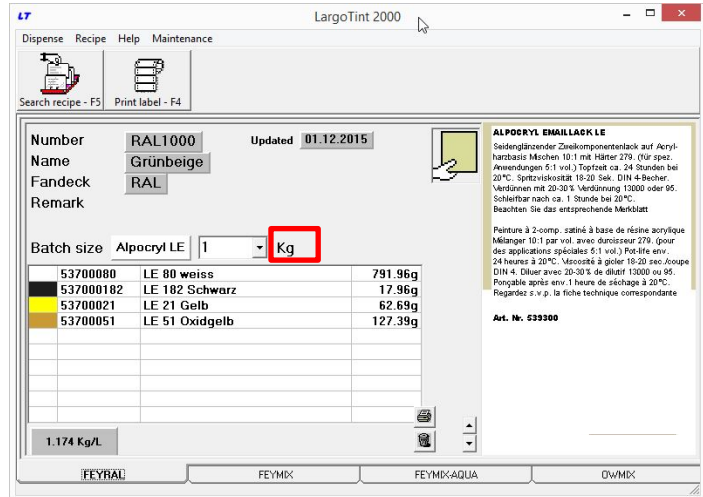 LT LargoTint 2000
Dispense Recipe Help Maintenance
Search recipe - F5 Print label - F4
Number RAL1000 Updated 01.12.2015
Name Grünbeige
Fandeck RAL
Remark
Batch size Alpocryl LE 1 Kg
53700080 LE 80 weiss 791.96g
537000182 LE 182 Schwarz 17.96g
53700021 LE 21 Gelb 62.69g
53700051 LE 51 Oxidgelb 127.39g
1.174 Kg/L
ALPOCRYL EMAILLACK LE
Seidenglänzender Zweikomponentenlack auf Acryl-
harzbasis Mischen 10:1 mit Härter 279. (für spez.
Anwendungen 5:1 vol.) Topfzeit ca. 24 Stunden bei
20°C. Spritzviskosität 18-20 Sek. DIN 4-Becher.
Verdünnen mit 20-30% Verdünnung 13000 oder 95.
Schleifbar nach ca. 1 Stunde bei 20°C.
Beachten Sie das entsprechende Merkblatt
Peinture à 2-comp. satiné à base de résine acrylique
Mélanger 10:1 par vol. avec durcisseur 279. (pour
des applications spéciales 5:1 vol.) Pot-life env.
24 heures à 20°C. Viscosité à gicler 18-20 sec./coupe
DIN 4. Diluer avec 20-30% de dilutif 13000 ou 95.
Ponçable après env.1 heure de séchage à 20°C.
Regardez s.v.p. la fiche technique correspondante
Art. Nr. 539300
FEYRAL FEYMIX FEYMIX-AQUA OWMIX